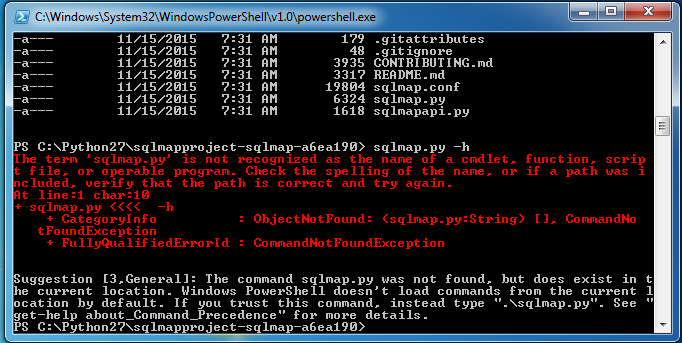 C:\Windows\System32\WindowsPowerShell\v1.0\powershell.exe
-a--- 11/15/2015 7:31 AM 179 .gitattributes
-a--- 11/15/2015 7:31 AM 48 .gitignore
-a--- 11/15/2015 7:31 AM 3935 CONTRIBUTING.md
-a--- 11/15/2015 7:31 AM 3317 README.md
-a--- 11/15/2015 7:31 AM 19804 sqlmap.conf
-a--- 11/15/2015 7:31 AM 6324 sqlmap.py
-a--- 11/15/2015 7:31 AM 1618 sqlmapapi.py
PS C:\Python27\sqlmapproject-sqlmap-a6ea190> sqlmap.py -h
The term 'sqlmap.py' is not recognized as the name of a cmdlet, function, scrip
t file, or operable program. Check the spelling of the name, or if a path was i
ncluded, verify that the path is correct and try again.
At line:1 char:10
+ sqlmap.py <<<<  -h
+ CategoryInfo : ObjectNotFound: (sqlmap.py:String) [], CommandNo
tFoundException
+ FullyQualifiedErrorId : CommandNotFoundException
Suggestion [3,General]: The command sqlmap.py was not found, but does exist in t
he current location. Windows PowerShell doesn't load commands from the current l
ocation by default. If you trust this command, instead type ".\sqlmap.py". See "
get-help about_Command_Precedence" for more details.
PS C:\Python27\sqlmapproject-sqlmap-a6ea190>